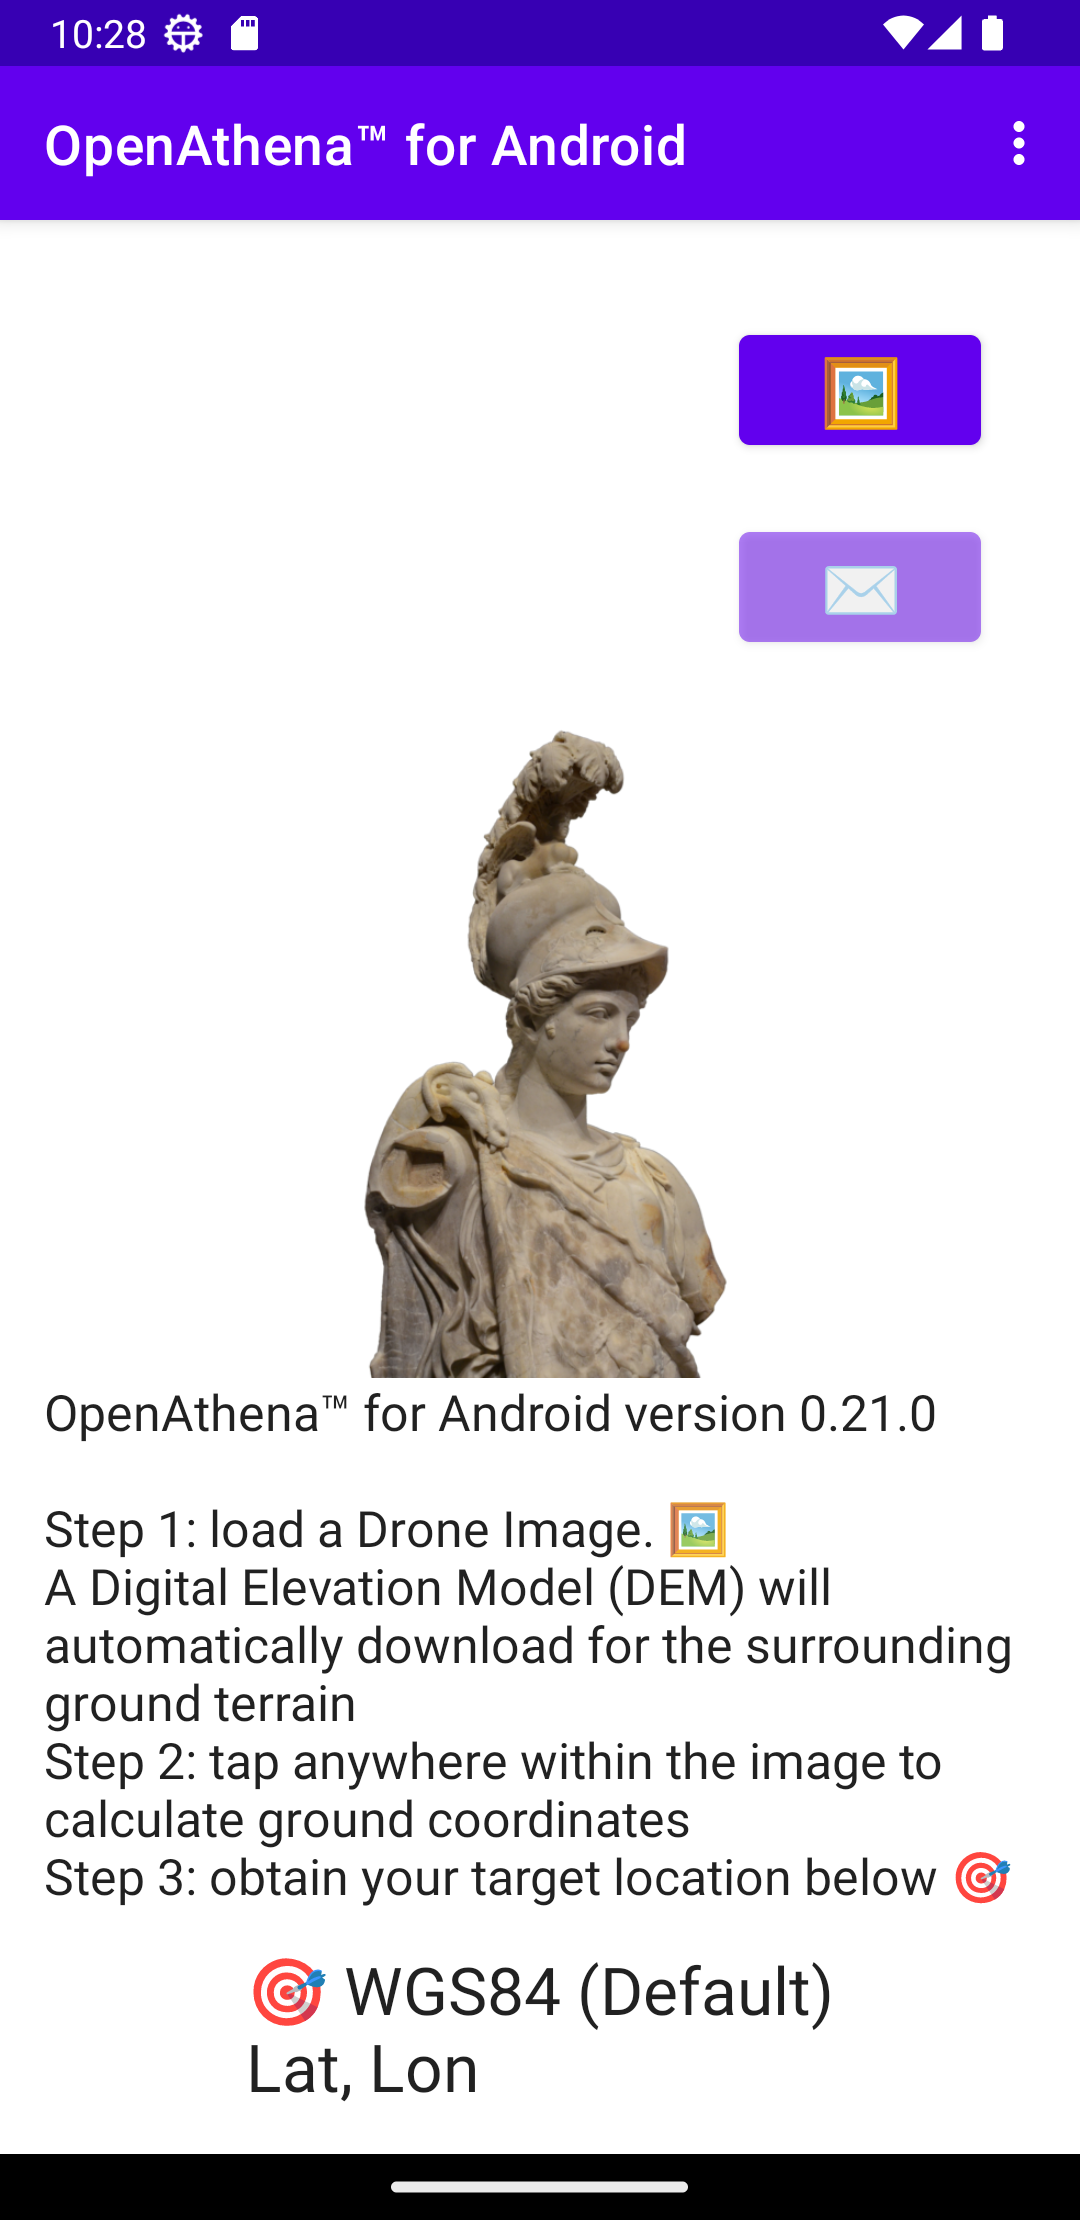 10:28
OpenAthena™ for Android
OpenAthena™ for Android version 0.21.0
Step 1: load a Drone Image. 🖼️
A Digital Elevation Model (DEM) will
automatically download for the surrounding
ground terrain
Step 2: tap anywhere within the image to
calculate ground coordinates
Step 3: obtain your target location below 🎯
🎯 WGS84 (Default)
Lat, Lon